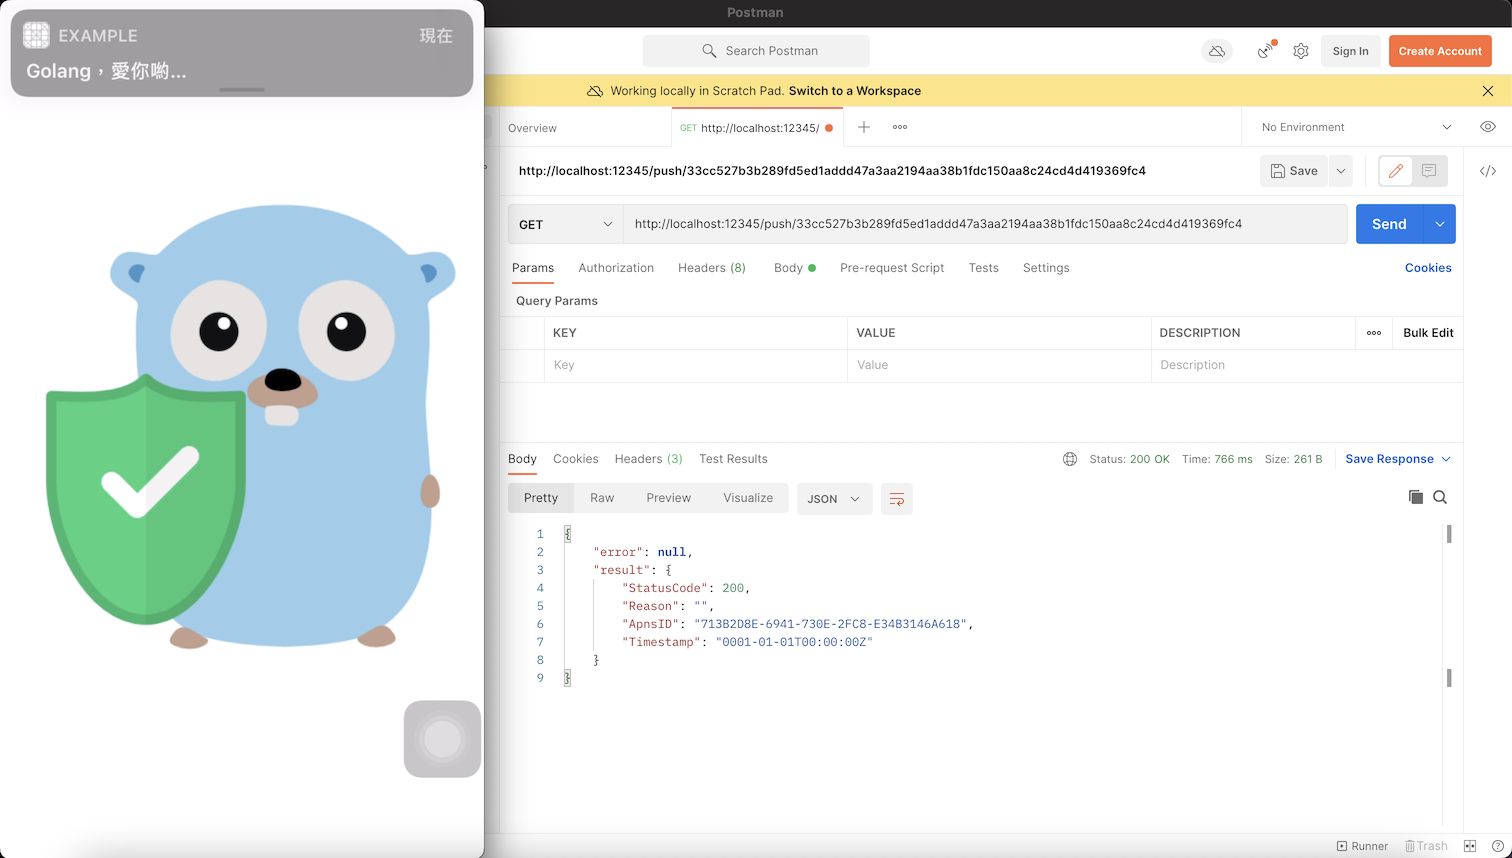 EXAMPLE
現在
Golang，愛你喲...
Postman
Search Postman
Sign In
Create Account
Working locally in Scratch Pad. Switch to a Workspace
Overview
GET http://localhost:12345/
No Environment
http://localhost:12345/push/33cc527b3b289fd5ed1addd47a3aa2194aa38b1fdc150aa8c24cd4d419369fc4
Save
GET
http://localhost:12345/push/33cc527b3b289fd5ed1addd47a3aa2194aa38b1fdc150aa8c24cd4d419369fc4
Send
Params
Authorization
Headers (8)
Body
Pre-request Script
Tests
Settings
Cookies
Query Params
KEY
VALUE
DESCRIPTION
Bulk Edit
Key
Value
Description
Body
Cookies
Headers (3)
Test Results
Status: 200 OK
Time: 766 ms
Size: 261 B
Save Response
Pretty
Raw
Preview
Visualize
JSON
1 {
2 "error": null,
3 "result": {
4 "StatusCode": 200,
5 "Reason": "",
6 "ApnsID": "713B2D8E-6941-730E-2FC8-E34B3146A618",
7 "Timestamp": "0001-01-01T00:00:00Z"
8 }
9 }
Runner
Trash